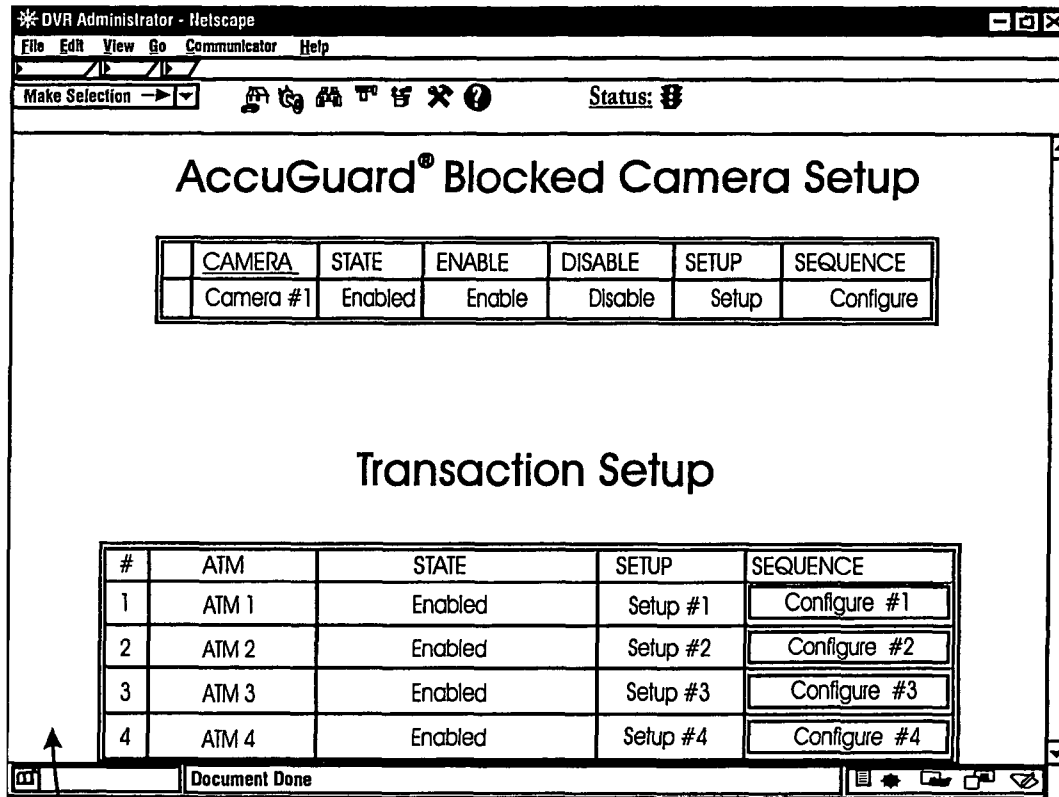 DVR Administrator - Netscape
File Edit View Go Communicator Help
Make Selection
Status:
AccuGuard® Blocked Camera Setup
CAMERA STATE ENABLE DISABLE SETUP SEQUENCE
Camera #1 Enabled Enable Disable Setup Configure
Transaction Setup
# ATM STATE SETUP SEQUENCE
1 ATM 1 Enabled Setup #1 Configure #1
2 ATM 2 Enabled Setup #2 Configure #2
3 ATM 3 Enabled Setup #3 Configure #3
4 ATM 4 Enabled Setup #4 Configure #4
Document Done